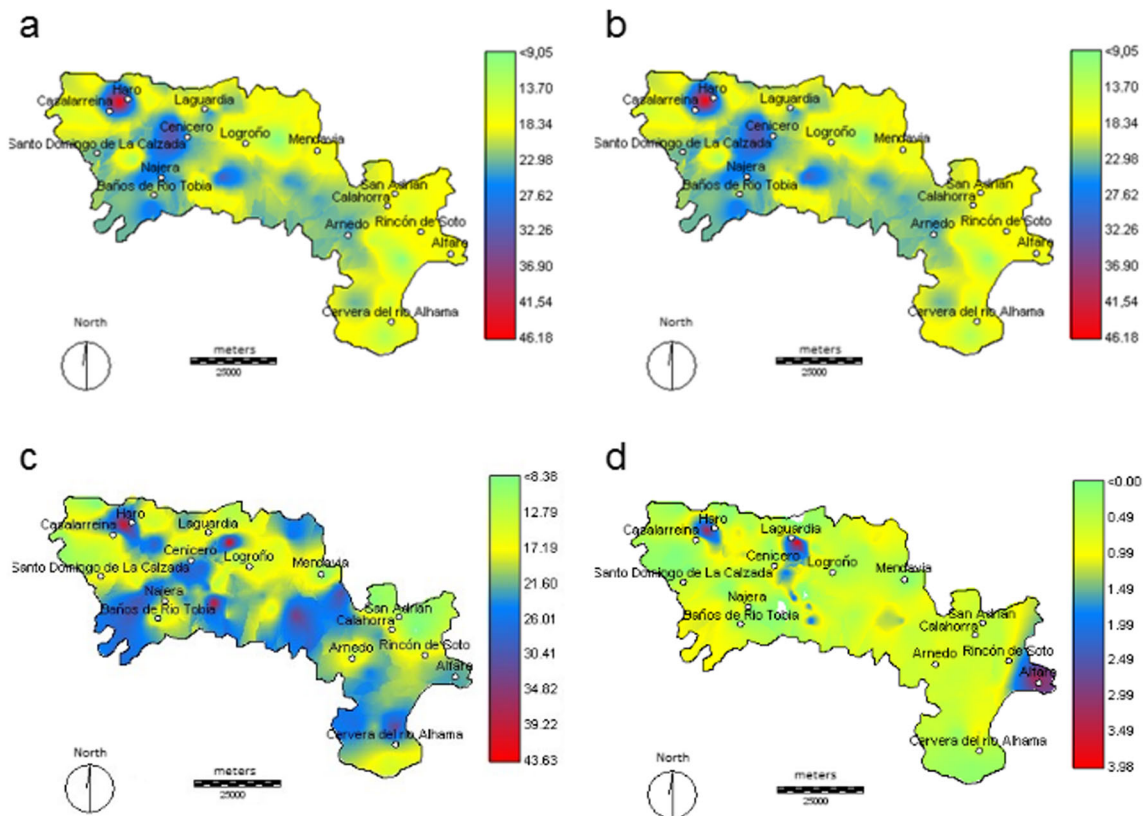 a
<9,05
13.70
18.34
22.98
27.62
32.26
36.90
41.54
46.18
Haro
Casalarreina
Laguardia
Cenicero
Logroño
Mendavia
Santo Domingo de La Calzada
Najera
Baños de Rio Tobia
San Adrian
Calahorra
Arnedo
Rincón de Soto
Alfaro
Cervera del rio Alhama
North
meters
25000
b
<9,05
13.70
18.34
22.98
27.62
32.26
36.90
41.54
46.18
Haro
Casalarreina
Laguardia
Cenicero
Logroño
Mendavia
Santo Domingo de La Calzada
Najera
Baños de Rio Tobia
San Adrian
Calahorra
Arnedo
Rincón de Soto
Alfaro
Cervera del rio Alhama
North
meters
25000
c
<8.38
12.79
17.19
21.60
26.01
30.41
34.82
39.22
43.63
Haro
Casalarreina
Laguardia
Cenicero
Logroño
Mendavia
Santo Domingo de La Calzada
Najera
Baños de Rio Tobia
San Adrian
Calahorra
Arnedo
Rincón de Soto
Alfaro
Cervera del rio Alhama
North
meters
25000
d
<0.00
0.49
0.99
1.49
1.99
2.49
2.99
3.49
3.98
Haro
Casalarreina
Laguardia
Cenicero
Logroño
Mendavia
Santo Domingo de La Calzada
Najera
Baños de Rio Tobia
San Adrian
Calahorra
Arnedo
Rincón de Soto
Alfaro
Cervera del rio Alhama
North
meters
25000